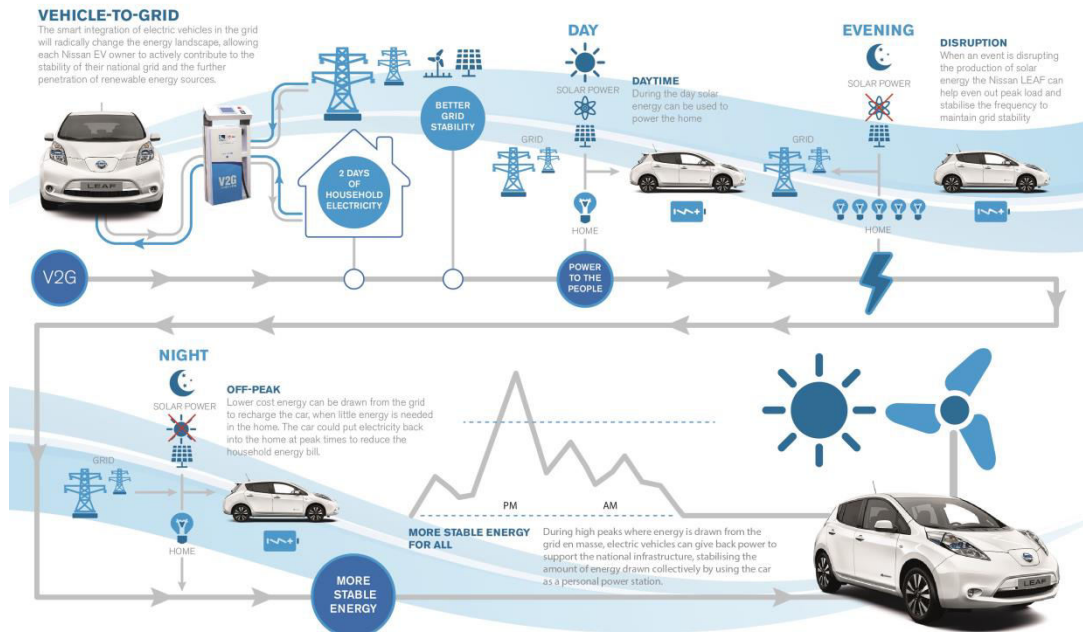 VEHICLE-TO-GRID
The smart integration of electric vehicles in the grid
will radically change the energy landscape, allowing
each Nissan EV owner to actively contribute to the
stability of their national grid and the further
penetration of renewable energy sources.
LEAF
V2G
2 DAYS
OF
HOUSEHOLD
ELECTRICITY
BETTER
GRID
STABILITY
DAY
SOLAR POWER
DAYTIME
During the day solar
energy can be used to
power the home
GRID
HOME
EVENING
SOLAR POWER
DISRUPTION
When an event is disrupting
the production of solar
energy the Nissan LEAF can
help even out peak load and
stabilise the frequency to
maintain grid stability
GRID
HOME
V2G
POWER
TO THE
PEOPLE
NIGHT
SOLAR POWER
OFF-PEAK
Lower cost energy can be drawn from the grid
to recharge the car, when little energy is needed
in the home. The car could put electricity back
into the home at peak times to reduce the
household energy bill.
GRID
HOME
PM
AM
MORE STABLE ENERGY
FOR ALL
During high peaks where energy is drawn from the
grid en masse, electric vehicles can give back power to
support the national infrastructure, stabilising the
amount of energy drawn collectively by using the car
as a personal power station.
MORE
STABLE
ENERGY
LEAF